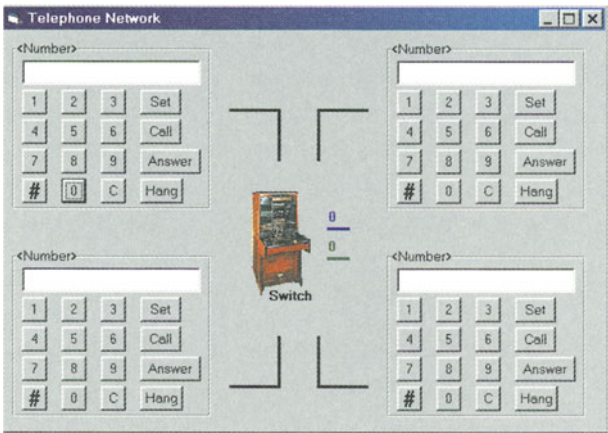 Telephone Network
<Number>
1 2 3 Set
4 5 6 Call
7 8 9 Answer
# 0 C Hang
<Number>
1 2 3 Set
4 5 6 Call
7 8 9 Answer
# 0 C Hang
0
0
Switch
<Number>
1 2 3 Set
4 5 6 Call
7 8 9 Answer
# 0 C Hang
<Number>
1 2 3 Set
4 5 6 Call
7 8 9 Answer
# 0 C Hang